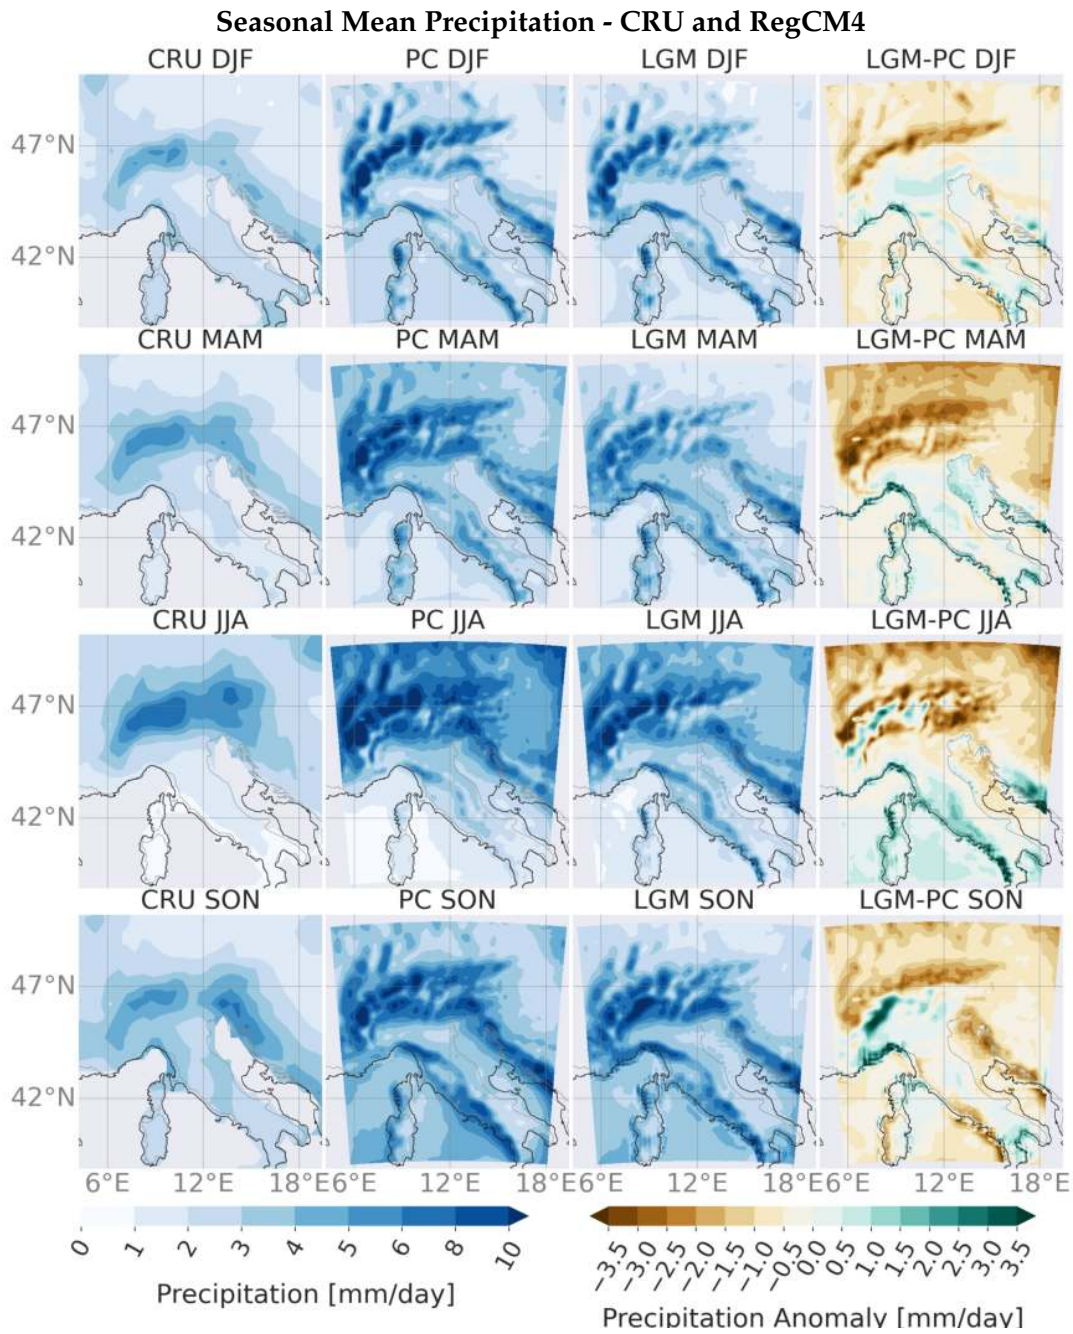 Seasonal Mean Precipitation - CRU and RegCM4
CRU DJF PC DJF LGM DJF LGM-PC DJF
47°N
42°N
CRU MAM PC MAM LGM MAM LGM-PC MAM
47°N
42°N
CRU JJA PC JJA LGM JJA LGM-PC JJA
47°N
42°N
CRU SON PC SON LGM SON LGM-PC SON
47°N
42°N
6°E 12°E 18°E 6°E 12°E 18°E 6°E 12°E 18°E 6°E 12°E 18°E
0 1 2 3 4 5 6 8 10
Precipitation [mm/day]
−3.5 −3.0 −2.5 −2.0 −1.5 −1.0 −0.5 0.0 0.5 1.0 1.5 2.0 2.5 3.0 3.5
Precipitation Anomaly [mm/day]